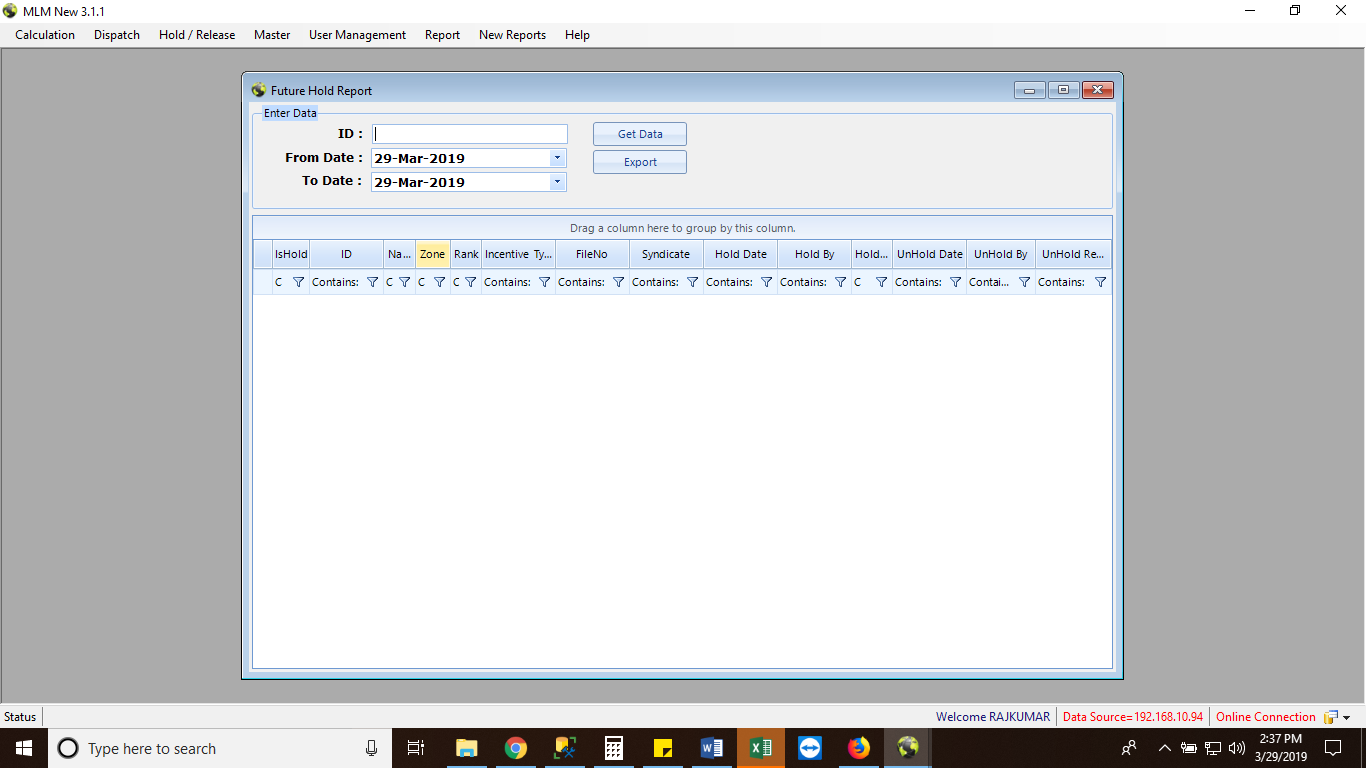 MLM New 3.1.1
Calculation Dispatch Hold / Release Master User Management Report New Reports Help
Future Hold Report
Enter Data
ID :
Get Data
From Date : 29-Mar-2019
Export
To Date : 29-Mar-2019
Drag a column here to group by this column.
IsHold ID Na... Zone Rank Incentive Ty... FileNo Syndicate Hold Date Hold By Hold... UnHold Date UnHold By UnHold Re...
C Contains: C C C Contains: Contains: Contains: Contains: Contains: C Contains: Contai... Contains:
Status Welcome RAJKUMAR Data Source=192.168.10.94 Online Connection
Type here to search
2:37 PM
3/29/2019